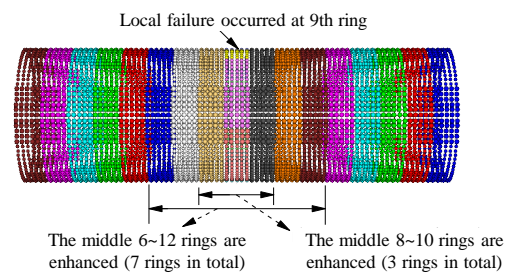 Local failure occurred at 9th ring
The middle 6~12 rings are
enhanced (7 rings in total)
The middle 8~10 rings are
enhanced (3 rings in total)